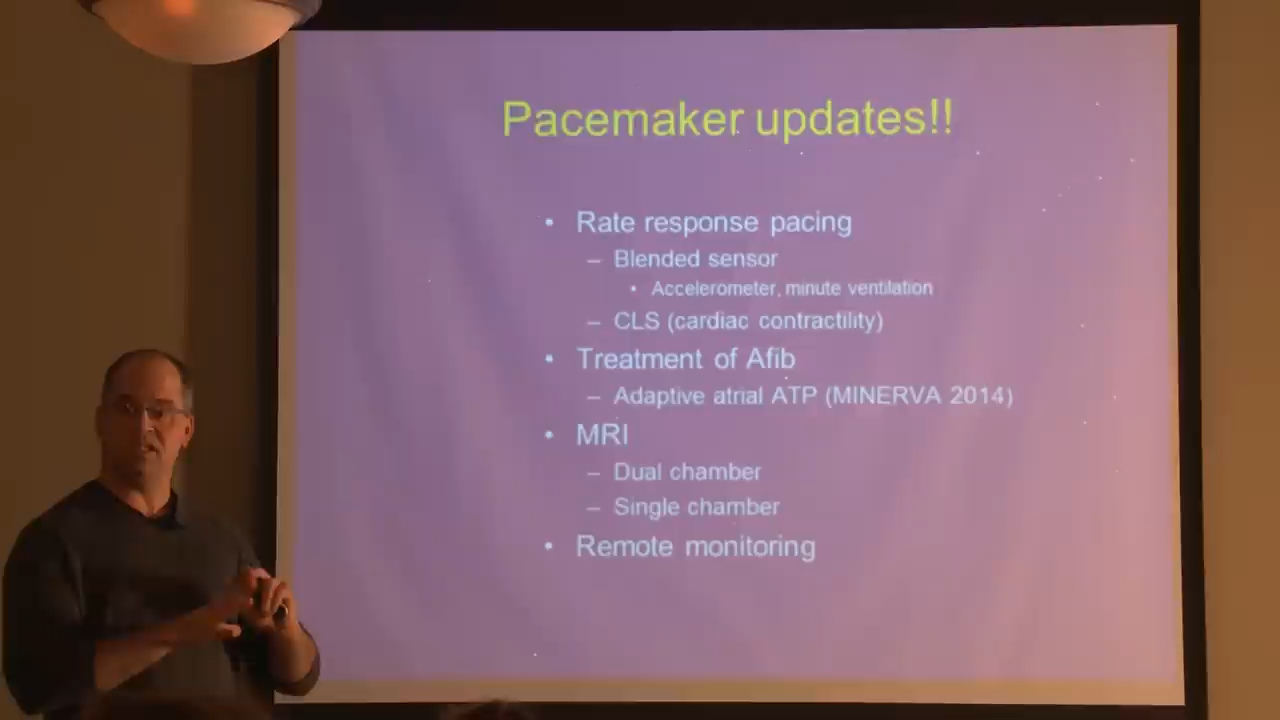 Pacemaker updates!!
• Rate response pacing
– Blended sensor
• Accelerometer, minute ventilation
– CLS (cardiac contractility)
• Treatment of Afib
– Adaptive atrial ATP (MINERVA 2014)
• MRI
– Dual chamber
– Single chamber
• Remote monitoring